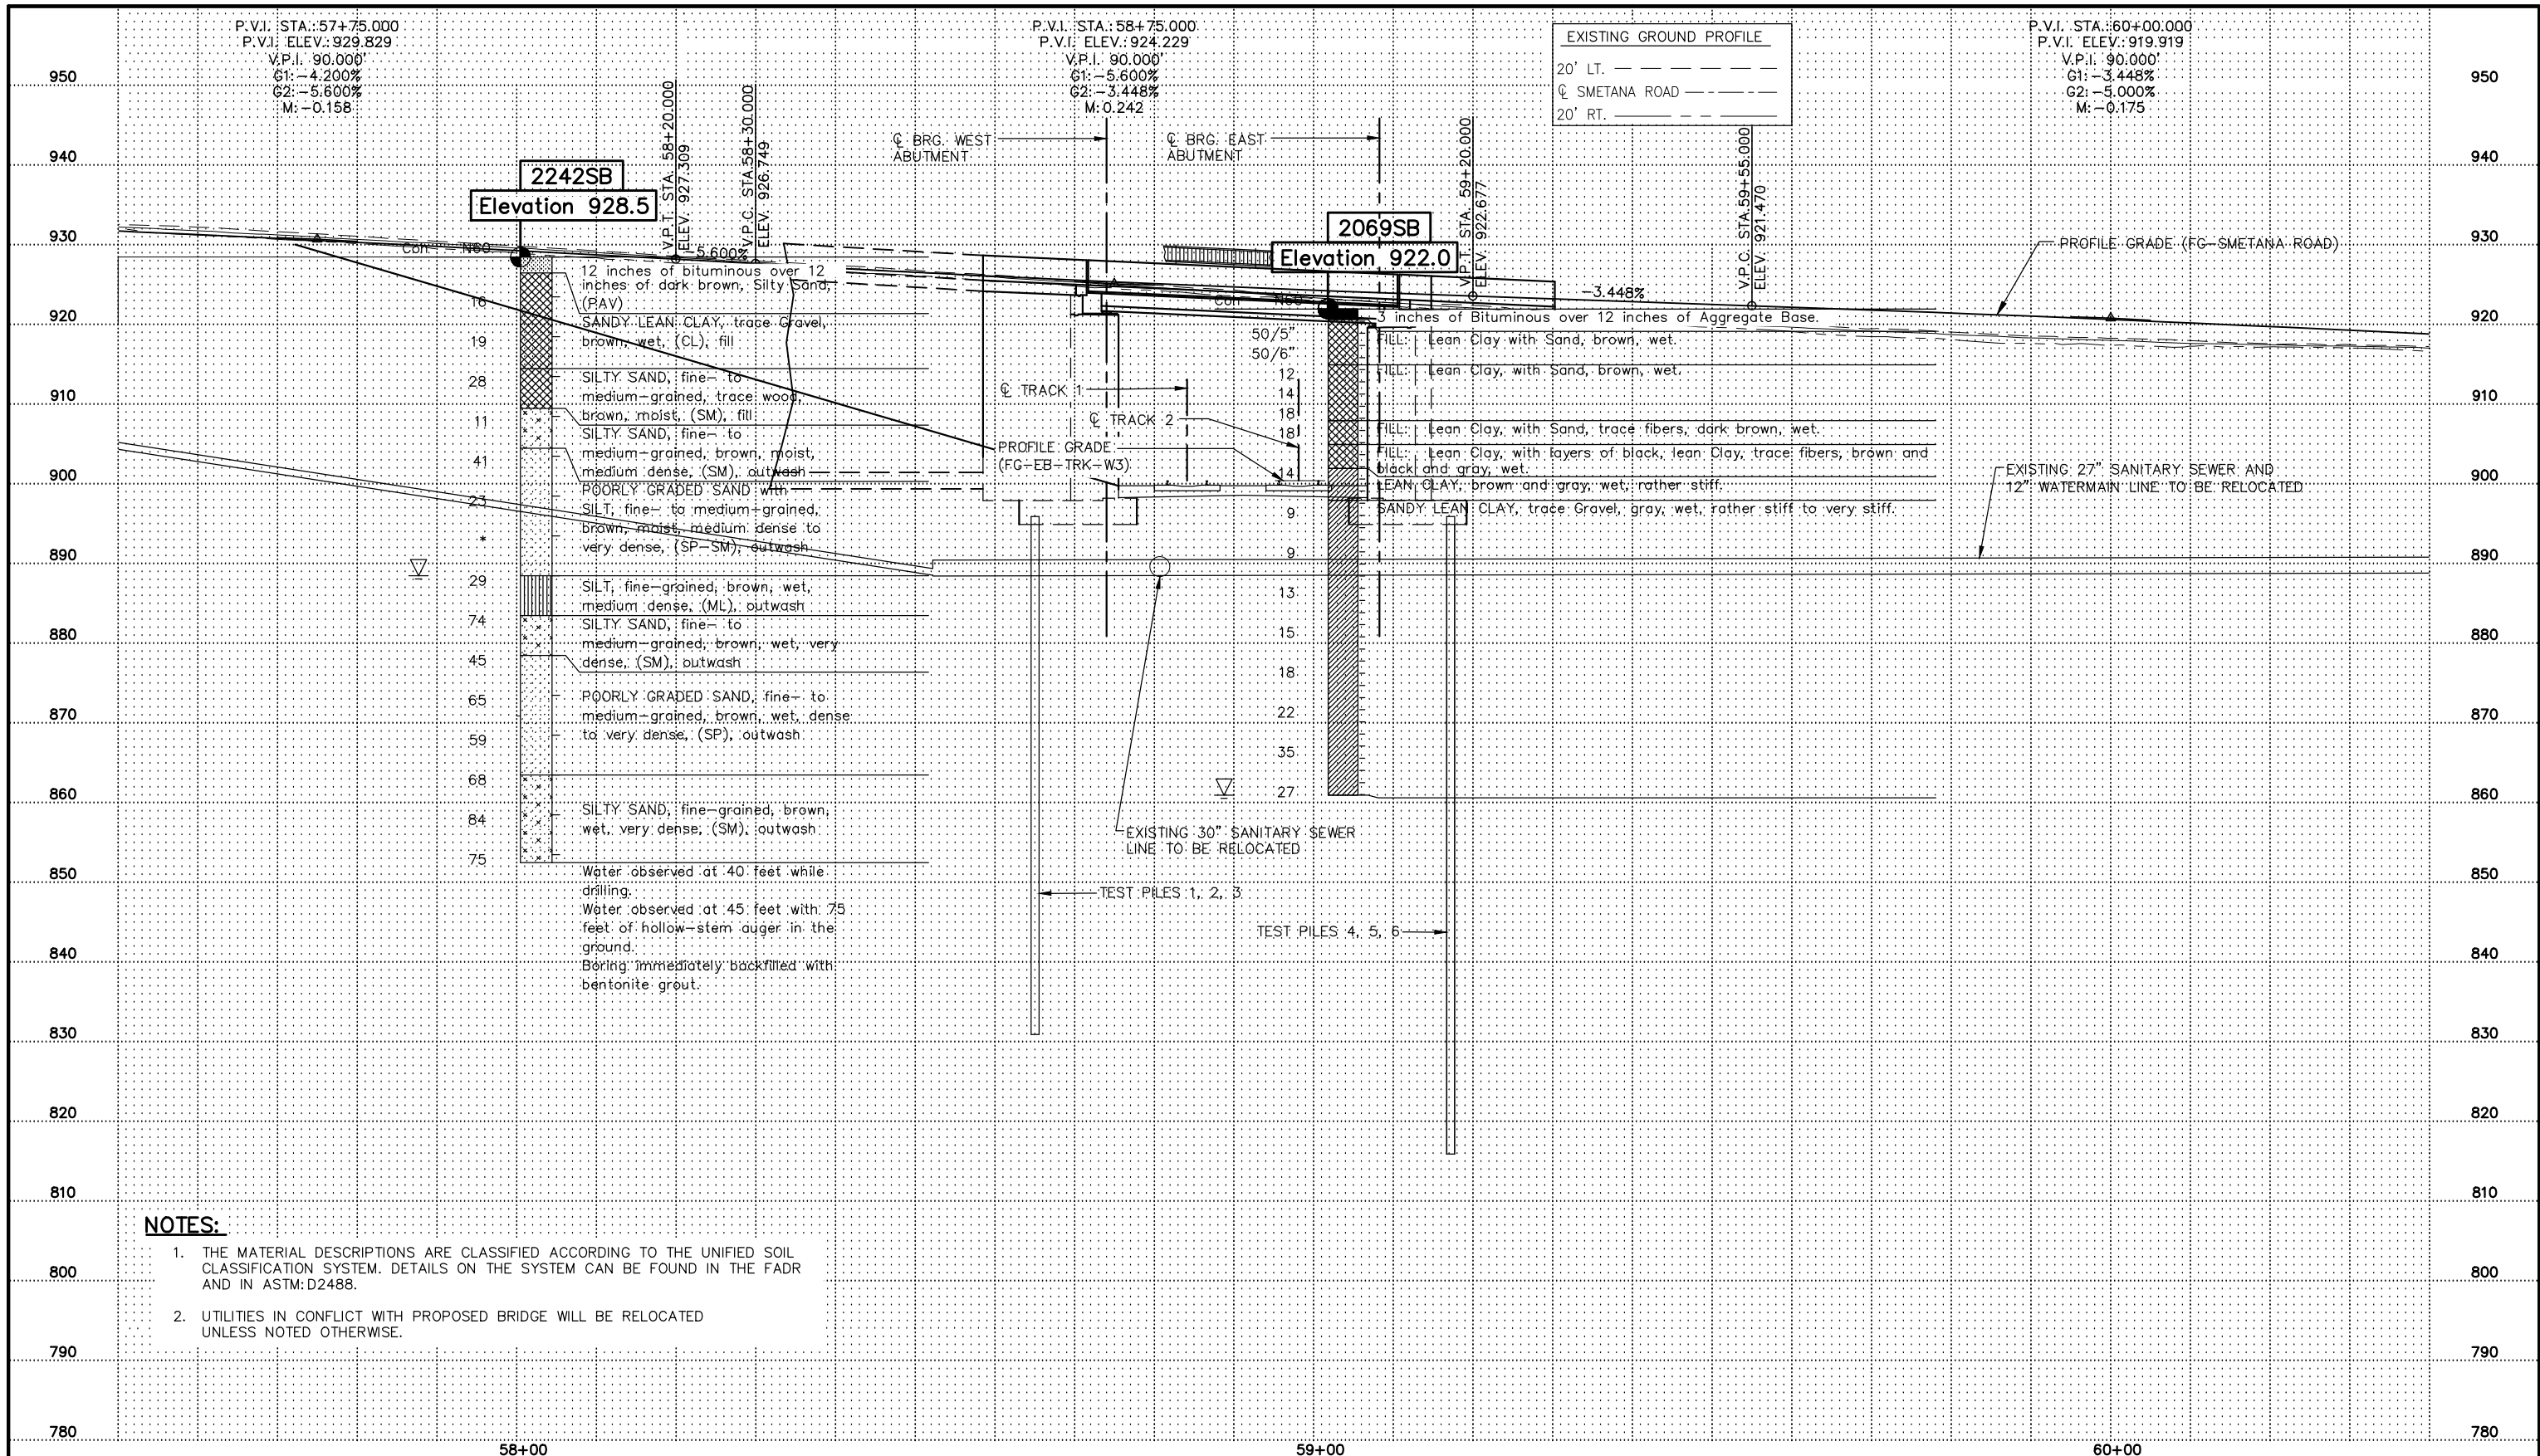 P.V.I. STA.:57+75.000
P.V.I. ELEV.:929.829
V.P.I. 90.000'
G1:-4.200%
G2:-5.600%
M:-0.158
P.V.I. STA.:58+75.000
P.V.I. ELEV.:924.229
V.P.I. 90.000'
G1:-5.600%
G2:-3.448%
M:0.242
P.V.I. STA.:60+00.000
P.V.I. ELEV.:919.919
V.P.I. 90.000'
G1:-3.448%
G2:-5.000%
M:-0.175
EXISTING GROUND PROFILE
20' LT.
℄ SMETANA ROAD
20' RT.
950
940
930
920
910
900
890
880
870
860
850
840
830
820
810
800
790
780
950
940
930
920
910
900
890
880
870
860
850
840
830
820
810
800
790
780
V.P.T. STA. 58+20.000
ELEV. 927.309
V.P.C. STA.58+30.000
ELEV. 926.749
-5.600%
℄ BRG. WEST
ABUTMENT
℄ BRG. EAST
ABUTMENT
V.P.T. STA. 59+20.000
ELEV. 922.677
V.P.C. STA.59+55.000
ELEV. 921.470
-3.448%
PROFILE GRADE (FG-SMETANA ROAD)
2242SB
Elevation 928.5
Con N60
16
19
28
11
41
23
*
29
74
45
65
59
68
84
75
12 inches of bituminous over 12
inches of dark brown, Silty Sand,
(PAV)
SANDY LEAN CLAY, trace Gravel,
brown, wet, (CL), fill
SILTY SAND, fine- to
medium-grained, trace wood,
brown, moist, (SM), fill
SILTY SAND, fine- to
medium-grained, brown, moist,
medium dense, (SM), outwash
POORLY GRADED SAND with
SILT, fine- to medium-grained,
brown, moist, medium dense to
very dense, (SP-SM), outwash
SILT, fine-grained, brown, wet,
medium dense, (ML), outwash
SILTY SAND, fine- to
medium-grained, brown, wet, very
dense, (SM), outwash
POORLY GRADED SAND, fine- to
medium-grained, brown, wet, dense
to very dense, (SP), outwash
SILTY SAND, fine-grained, brown,
wet, very dense, (SM), outwash
Water observed at 40 feet while
drilling.
Water observed at 45 feet with 75
feet of hollow-stem auger in the
ground.
Boring immediately backfilled with
bentonite grout.
2069SB
Elevation 922.0
Con N60
50/5"
50/6"
12
14
18
18
14
9
9
13
15
18
22
35
27
3 inches of Bituminous over 12 inches of Aggregate Base.
FILL: Lean Clay with Sand, brown, wet.
FILL: Lean Clay, with Sand, brown, wet.
FILL: Lean Clay, with Sand, trace fibers, dark brown, wet.
FILL: Lean Clay, with layers of black, lean Clay, trace fibers, brown and
black and gray, wet.
LEAN CLAY, brown and gray, wet, rather stiff.
SANDY LEAN CLAY, trace Gravel, gray, wet, rather stiff to very stiff.
℄ TRACK 1
℄ TRACK 2
PROFILE GRADE
(FG-EB-TRK-W3)
EXISTING 27" SANITARY SEWER AND
12" WATERMAIN LINE TO BE RELOCATED
EXISTING 30" SANITARY SEWER
LINE TO BE RELOCATED
TEST PILES 1, 2, 3
TEST PILES 4, 5, 6
NOTES:
1. THE MATERIAL DESCRIPTIONS ARE CLASSIFIED ACCORDING TO THE UNIFIED SOIL
CLASSIFICATION SYSTEM. DETAILS ON THE SYSTEM CAN BE FOUND IN THE FADR
AND IN ASTM:D2488.
2. UTILITIES IN CONFLICT WITH PROPOSED BRIDGE WILL BE RELOCATED
UNLESS NOTED OTHERWISE.
58+00
59+00
60+00